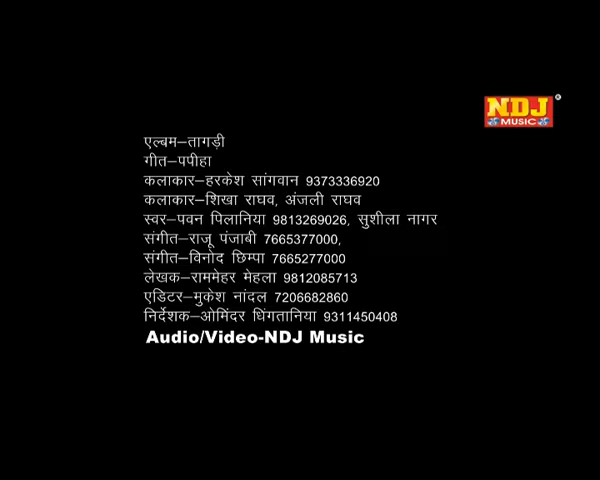 NDJ
MUSIC
एल्बम–तागड़ी
गीत–पपीहा
कलाकार–हरकेश सांगवान 9373336920
कलाकार–शिखा राघव, अंजली राघव
स्वर–पवन पिलानिया 9813269026, सुशीला नागर
संगीत–राजू पंजाबी 7665377000,
संगीत–विनोद छिम्पा 7665277000
लेखक–राममेहर मेहला 9812085713
एडिटर–मुकेश नांदल 7206682860
निर्देशक–ओमिंदर धिंगतानिया 9311450408
Audio/Video-NDJ Music